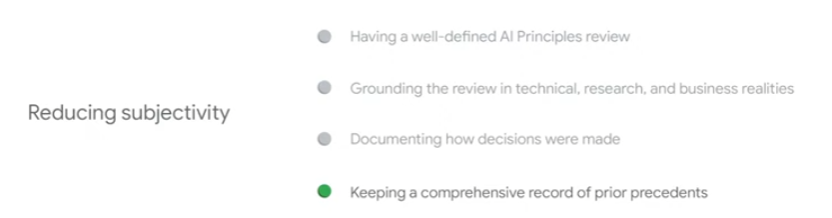 Having a well-defined AI Principles review
Grounding the review in technical, research, and business realities
Reducing subjectivity
Documenting how decisions were made
Keeping a comprehensive record of prior precedents